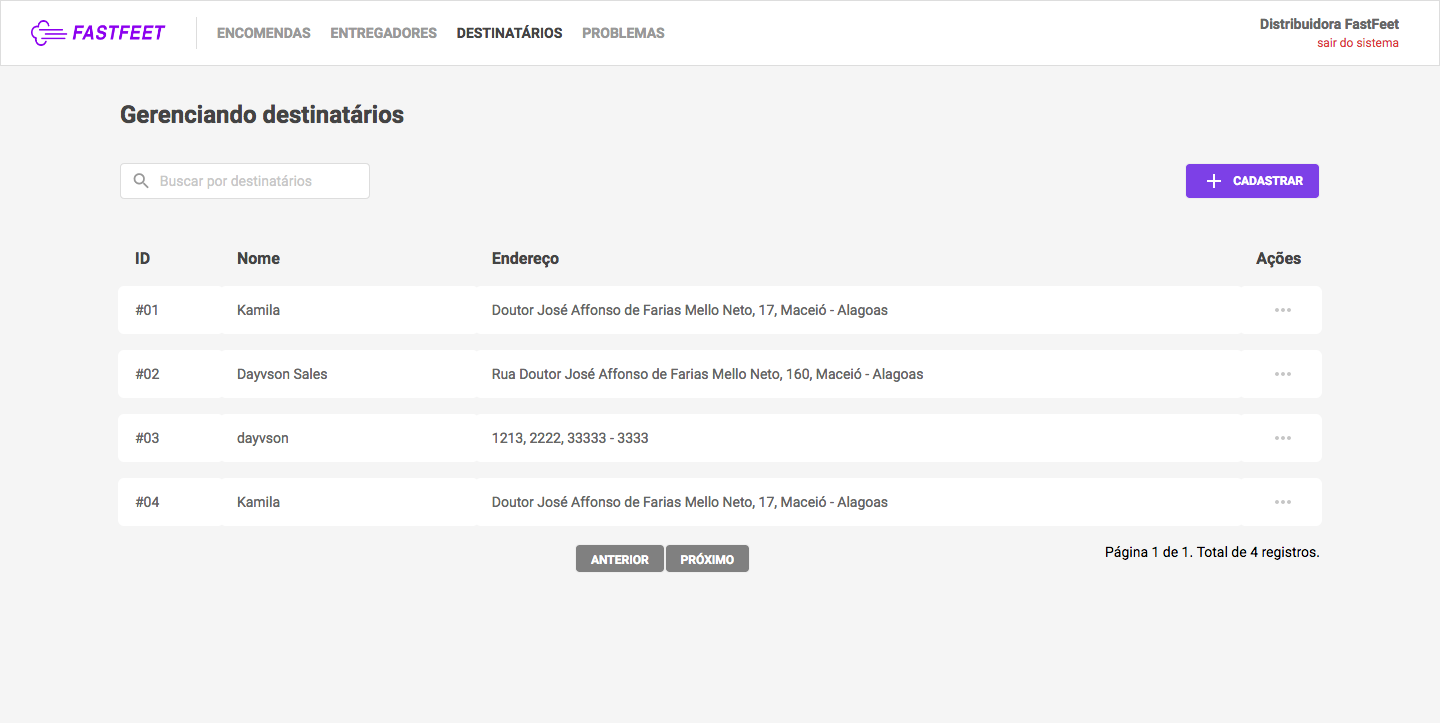 FASTFEET ENCOMENDAS ENTREGADORES DESTINATÁRIOS PROBLEMAS Distribuidora FastFeet
sair do sistema
Gerenciando destinatários
Buscar por destinatários CADASTRAR
ID Nome Endereço Ações
#01 Kamila Doutor José Affonso de Farias Mello Neto, 17, Maceió - Alagoas
#02 Dayvson Sales Rua Doutor José Affonso de Farias Mello Neto, 160, Maceió - Alagoas
#03 dayvson 1213, 2222, 33333 - 3333
#04 Kamila Doutor José Affonso de Farias Mello Neto, 17, Maceió - Alagoas
ANTERIOR PRÓXIMO Página 1 de 1. Total de 4 registros.